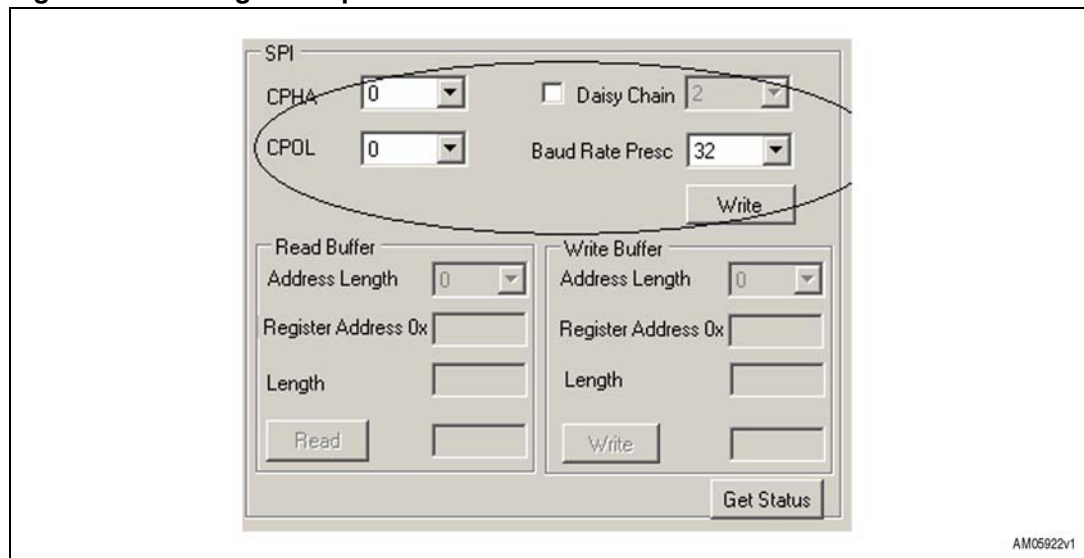 SPI
CPHA 0 Daisy Chain 2
CPOL 0 Baud Rate Presc 32
Write
Read Buffer Write Buffer
Address Length 0 Address Length 0
Register Address 0x Register Address 0x
Length Length
Read Write
Get Status
AM05922v1